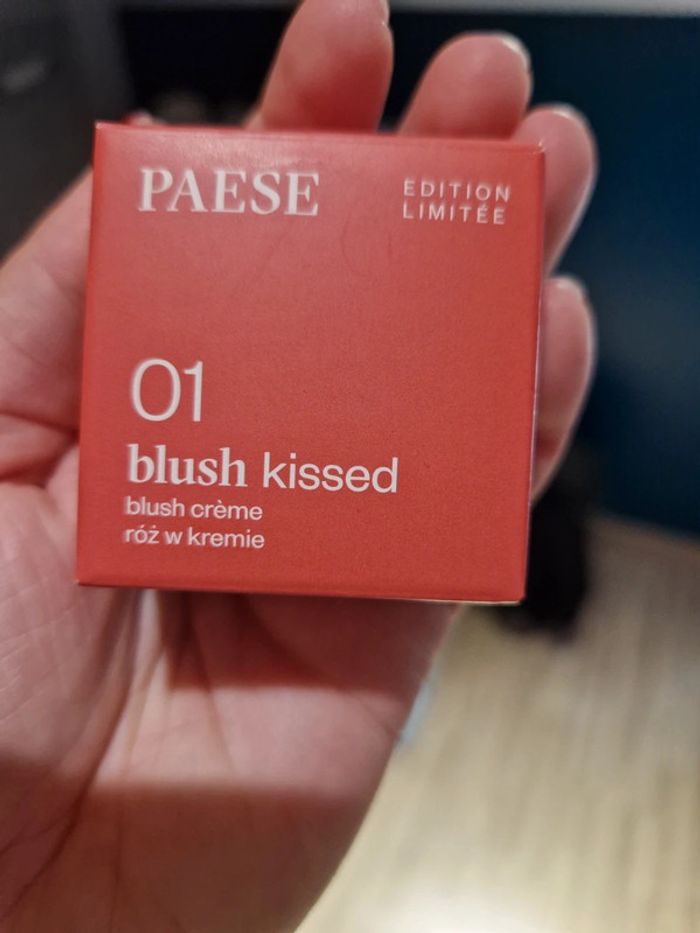 PAESE
EDITION
LIMITÉE
01
blush kissed
blush crème
róż w kremie